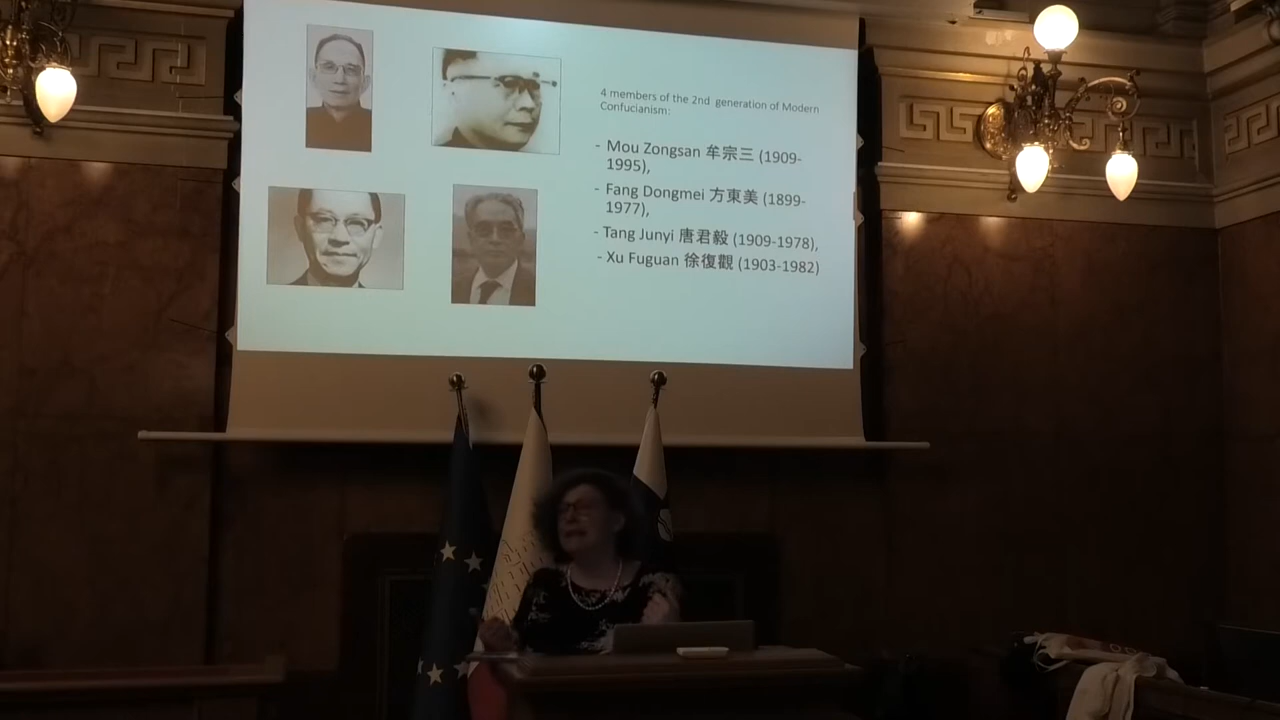 4 members of the 2nd generation of Modern
Confucianism:
- Mou Zongsan 牟宗三 (1909-
1995),
- Fang Dongmei 方東美 (1899-
1977),
- Tang Junyi 唐君毅 (1909-1978),
- Xu Fuguan 徐復觀 (1903-1982)